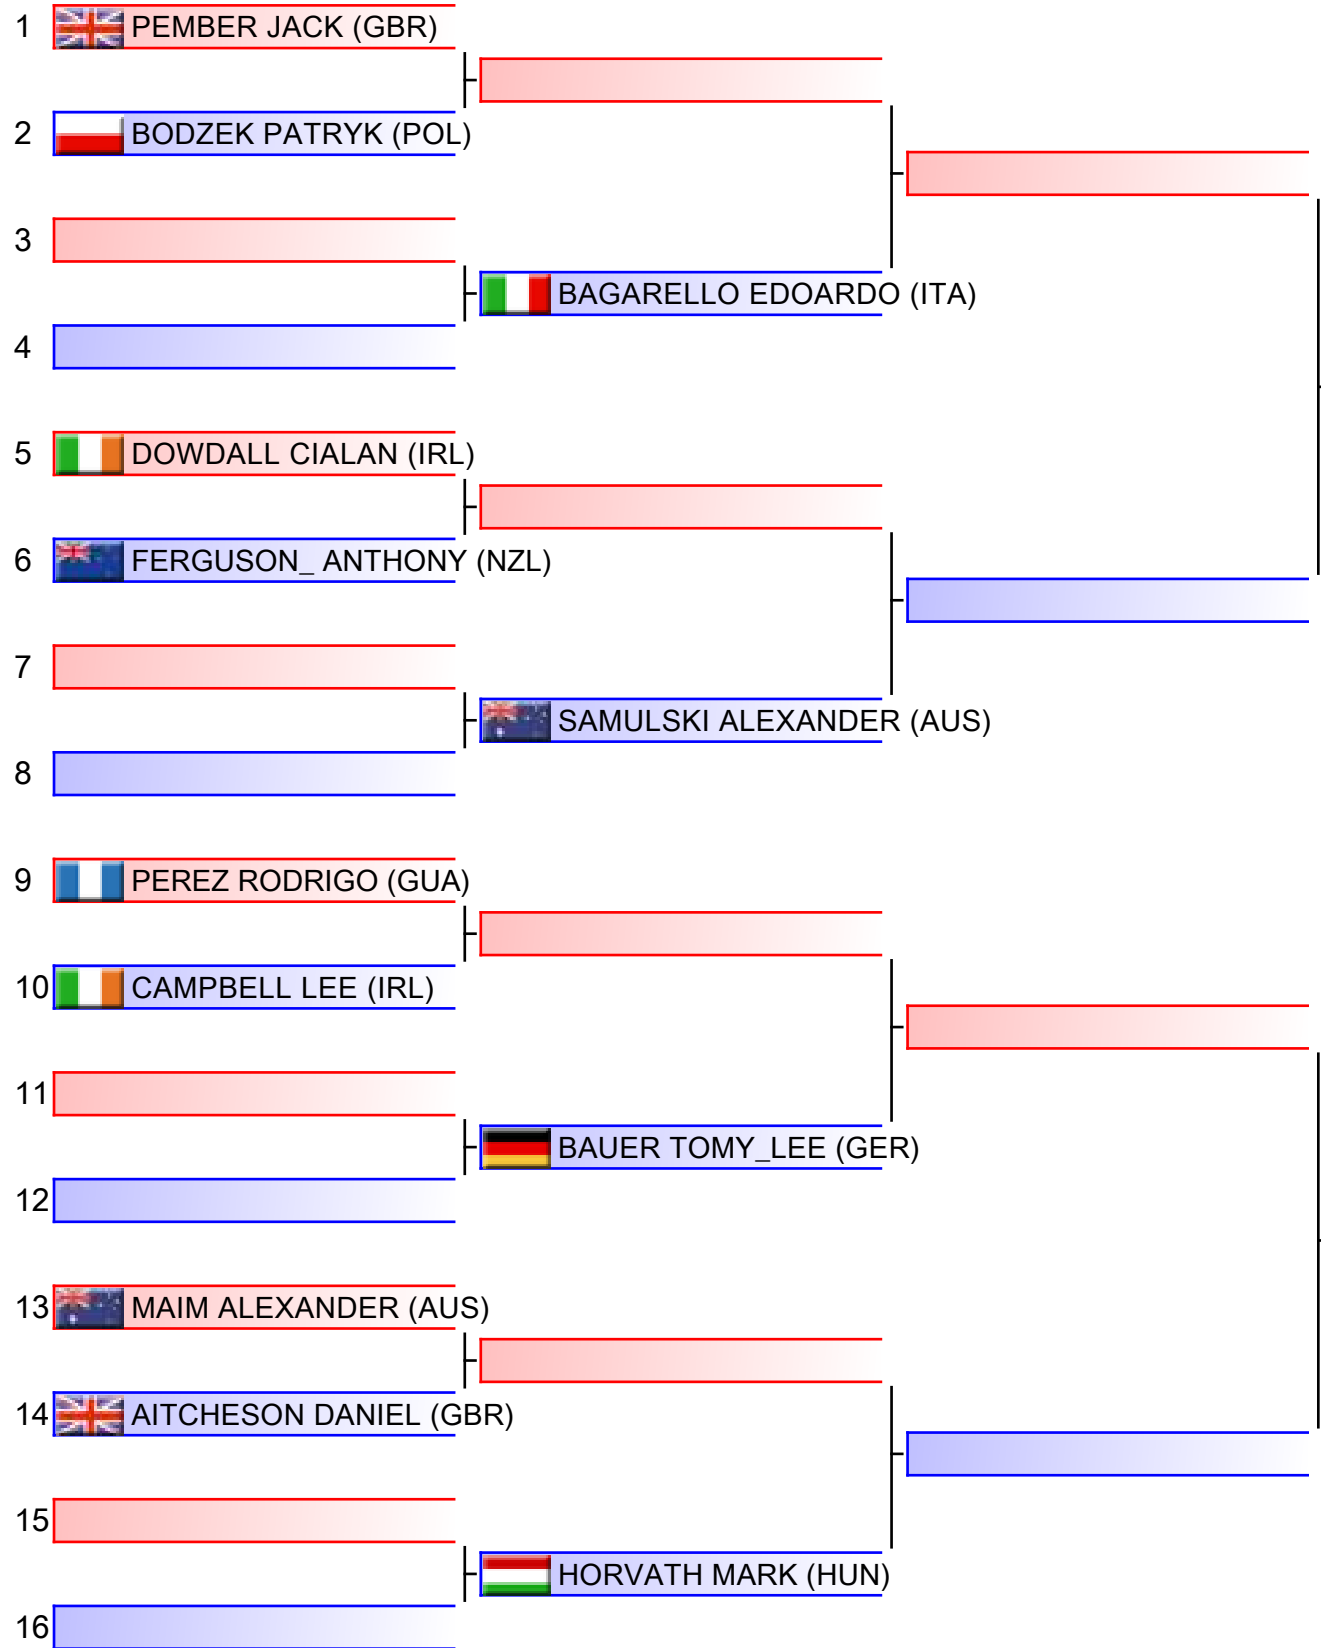 1 PEMBER JACK (GBR)
2 BODZEK PATRYK (POL)
3
BAGARELLO EDOARDO (ITA)
4
5 DOWDALL CIALAN (IRL)
6 FERGUSON_ ANTHONY (NZL)
7
SAMULSKI ALEXANDER (AUS)
8
9 PEREZ RODRIGO (GUA)
10 CAMPBELL LEE (IRL)
11
BAUER TOMY_LEE (GER)
12
13 MAIM ALEXANDER (AUS)
14 AITCHESON DANIEL (GBR)
15
HORVATH MARK (HUN)
16